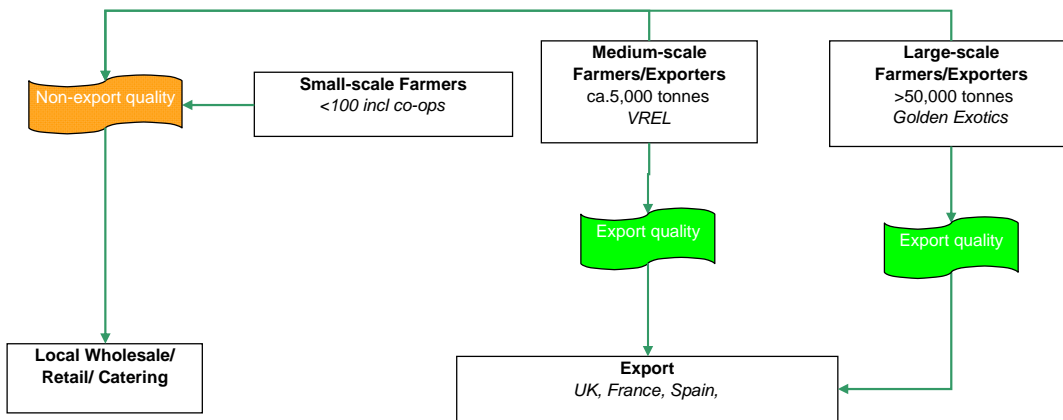 Non-export quality
Small-scale Farmers
<100 incl co-ops
Medium-scale
Farmers/Exporters
ca.5,000 tonnes
VREL
Large-scale
Farmers/Exporters
>50,000 tonnes
Golden Exotics
Export quality
Export quality
Local Wholesale/
Retail/ Catering
Export
UK, France, Spain,